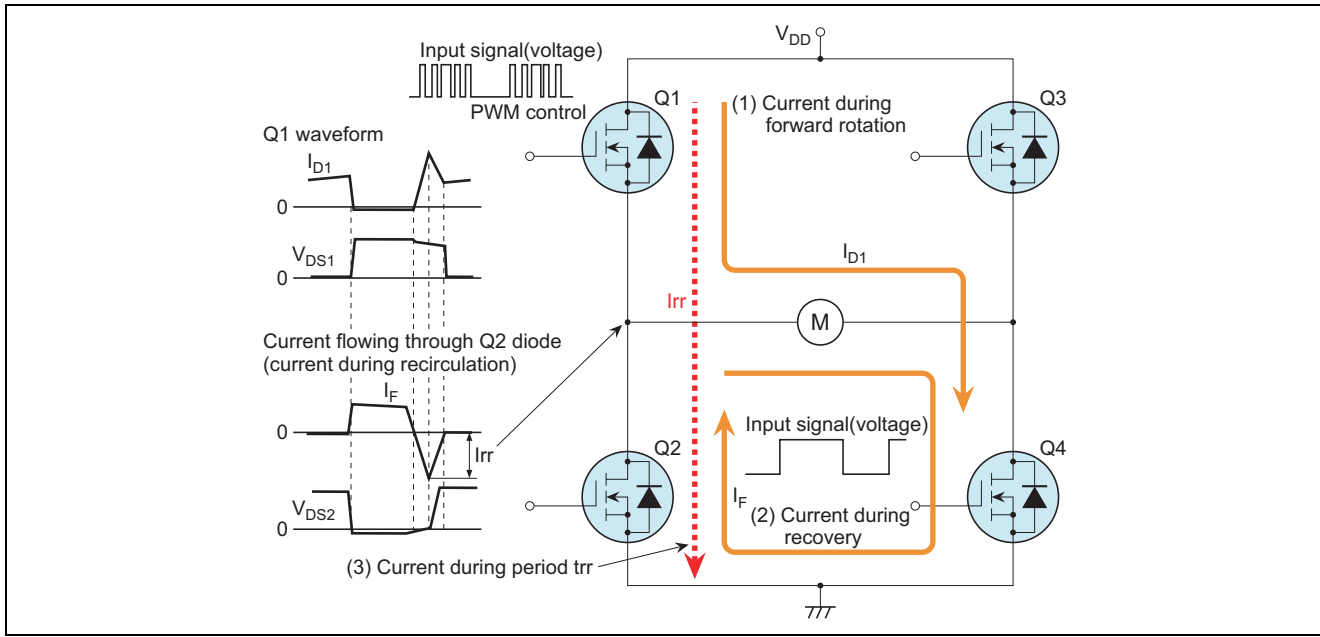 V_DD
Input signal(voltage)
PWM control
Q1
Q3
(1) Current during
forward rotation
Q1 waveform
I_D1
0
V_DS1
0
I_D1
Irr
M
Current flowing through Q2 diode
(current during recirculation)
I_F
0
Irr
V_DS2
0
Q2
Input signal(voltage)
I_F
(2) Current during
recovery
Q4
(3) Current during period trr